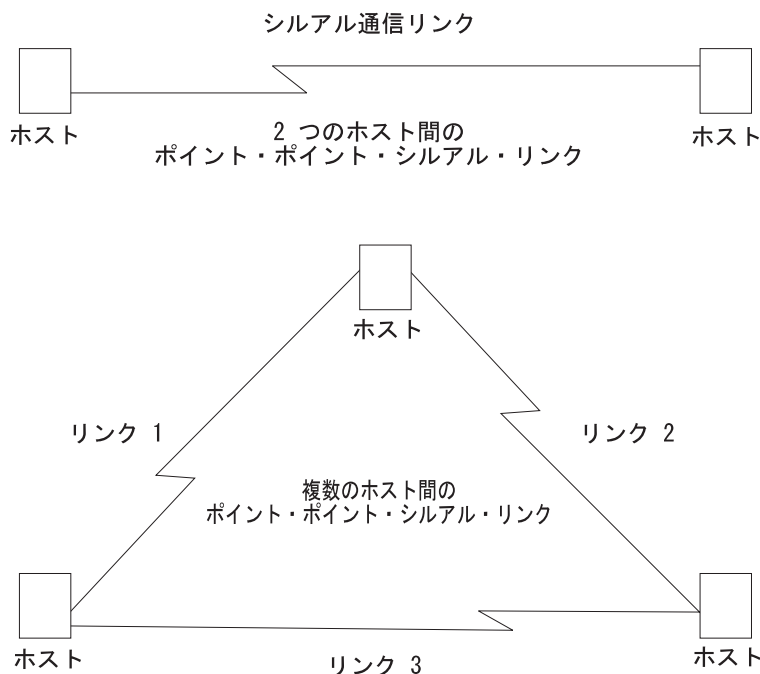 シルアル通信リンク
ホスト
ホスト
2 つのホスト間の
ポイント・ポイント・シルアル・リンク
ホスト
リンク 1
リンク 2
複数のホスト間の
ポイント・ポイント・シルアル・リンク
ホスト
ホスト
リンク 3